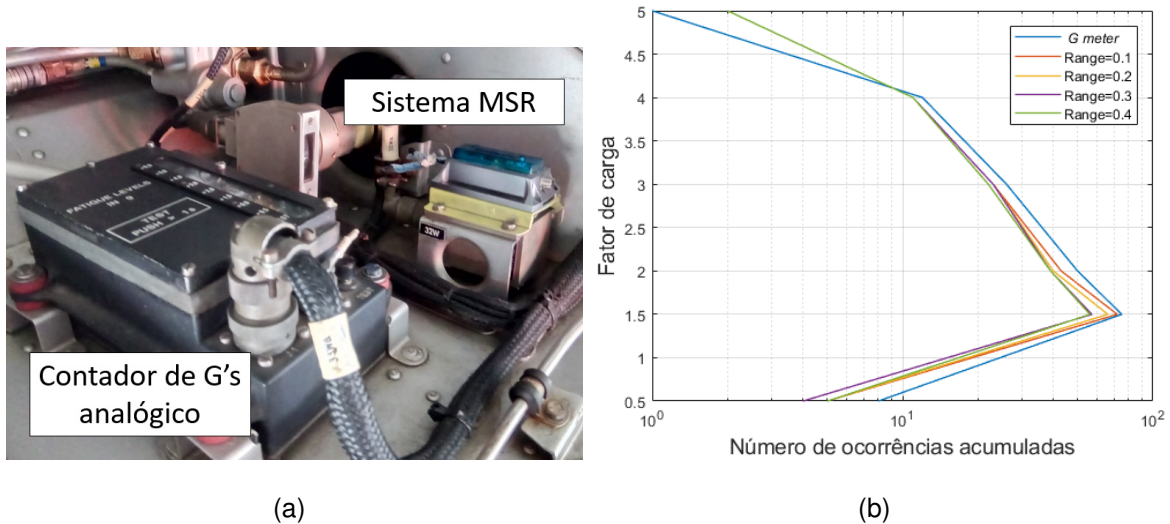 Sistema MSR
FATIGUE LEVELS
IN G
TEST
PUSH > 1s
32W
Contador de G's
analógico
(a)
5
4.5
4
3.5
3
2.5
2
1.5
1
0.5
Fator de carga
G meter
Range=0.1
Range=0.2
Range=0.3
Range=0.4
10^0
10^1
10^2
Número de ocorrências acumuladas
(b)